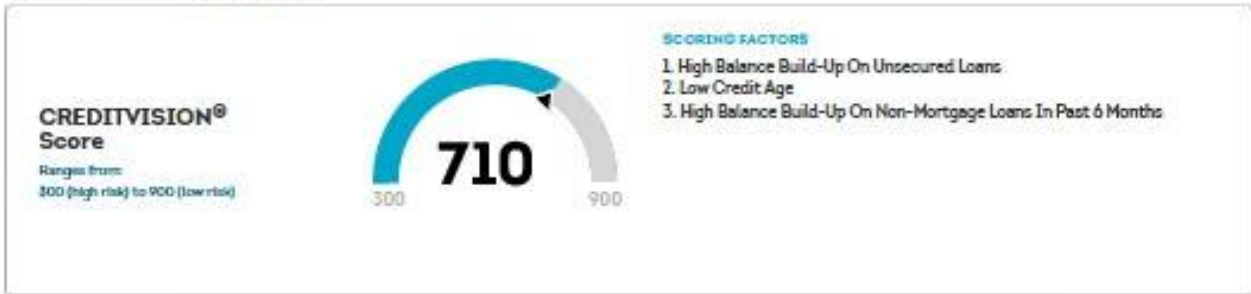 CREDITVISION®
Score
Ranges from:
300 (high risk) to 900 (low risk)
710
300
900
SCORING FACTORS
1. High Balance Build-Up On Unsecured Loans
2. Low Credit Age
3. High Balance Build-Up On Non-Mortgage Loans In Past 6 Months